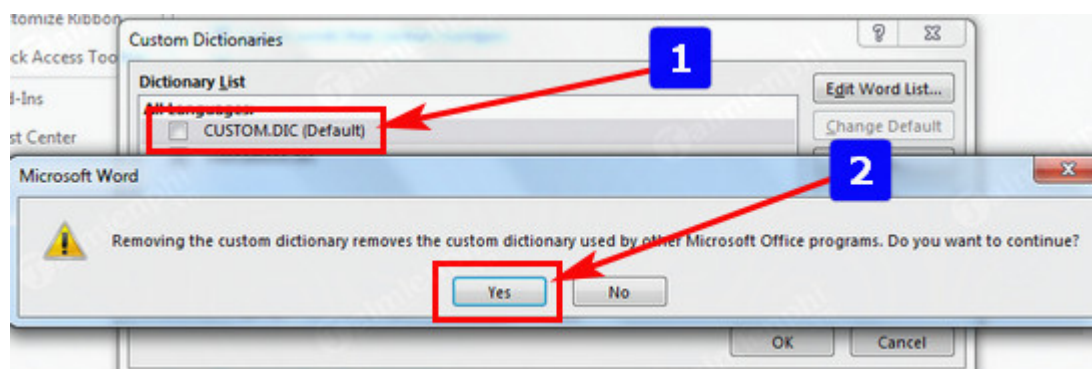 tomize Ribbon
Custom Dictionaries
ck Access Too
Dictionary List
Edit Word List...
d-Ins
All Languages:
CUSTOM.DIC (Default)
Change Default
st Center
1
Microsoft Word
2
Removing the custom dictionary removes the custom dictionary used by other Microsoft Office programs. Do you want to continue?
Yes
No
OK
Cancel